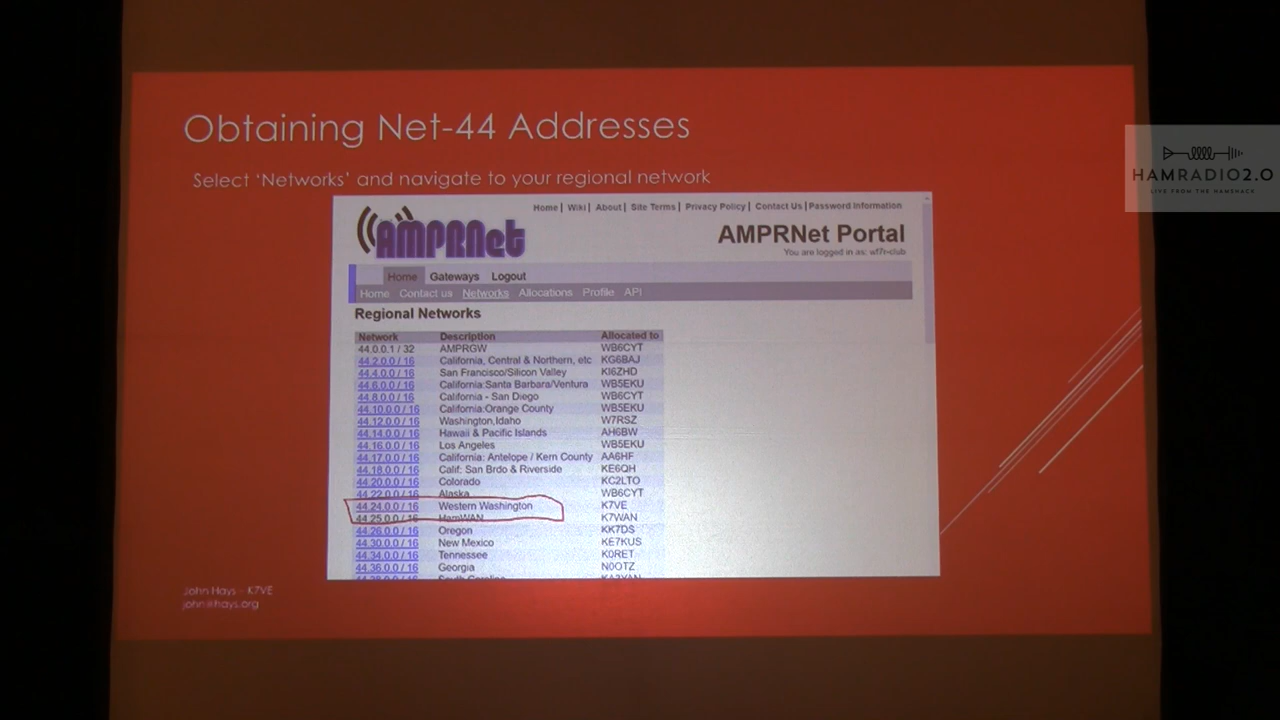 Obtaining Net-44 Addresses
Select 'Networks' and navigate to your regional network
HAMRADIO2.0
LIVE FROM THE HAMSHACK
Home | Wiki | About | Site Terms | Privacy Policy | Contact Us | Password Information
AMPRNet
AMPRNet Portal
You are logged in as: wf7r-club
Home Gateways Logout
Home Contact us Networks Allocations Profile API
Regional Networks
Network Description Allocated to
44.0.0.1 / 32 AMPRGW WB6CYT
44.2.0.0 / 16 California, Central & Northern, etc KG6BAJ
44.4.0.0 / 16 San Francisco/Silicon Valley KI6ZHD
44.6.0.0 / 16 California:Santa Barbara/Ventura WB5EKU
44.8.0.0 / 16 California - San Diego WB6CYT
44.10.0.0 / 16 California:Orange County WB5EKU
44.12.0.0 / 16 Washington,Idaho W7RSZ
44.14.0.0 / 16 Hawaii & Pacific Islands AH6BW
44.16.0.0 / 16 Los Angeles WB5EKU
44.17.0.0 / 16 California: Antelope / Kern County AA6HF
44.18.0.0 / 16 Calif: San Brdo & Riverside KE6QH
44.20.0.0 / 16 Colorado KC2LTO
44.22.0.0 / 16 Alaska WB6CYT
44.24.0.0 / 16 Western Washington K7VE
44.25.0.0 / 16 HamWAN K7WAN
44.26.0.0 / 16 Oregon KK7DS
44.30.0.0 / 16 New Mexico KE7KUS
44.34.0.0 / 16 Tennessee K0RET
44.36.0.0 / 16 Georgia N0OTZ
44.38.0.0 / 16 South Carolina
John Hays - K7VE
john@hays.org